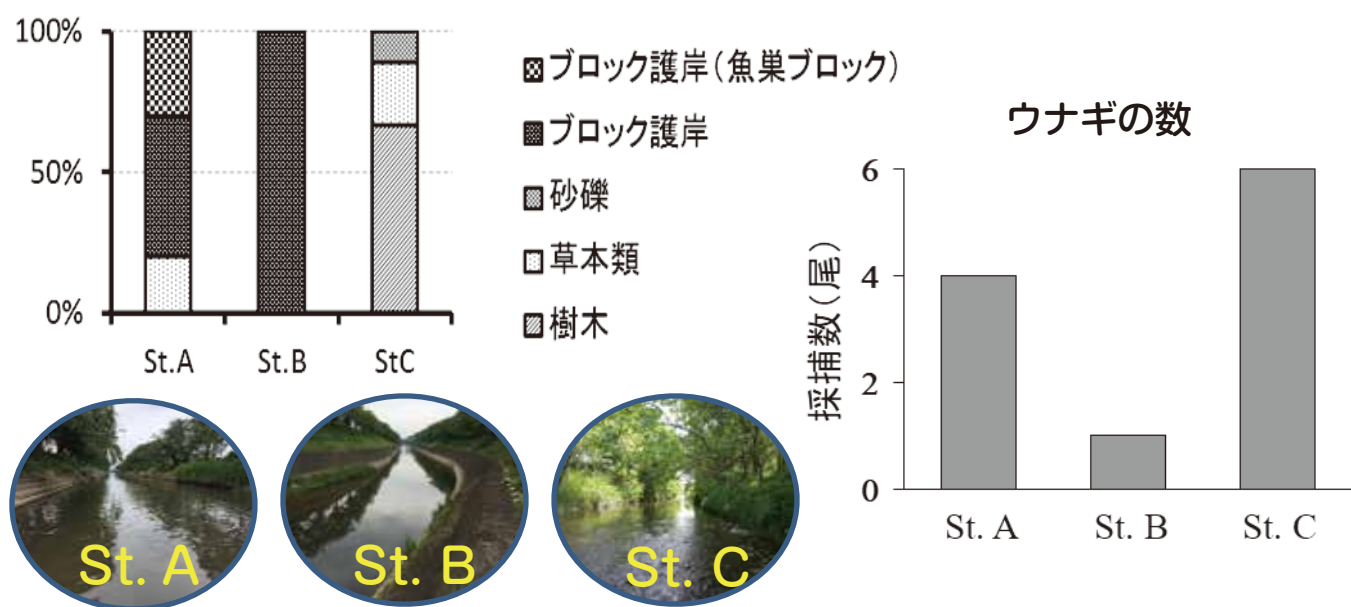 100%
50%
0%
St.A
St.B
StC
ブロック護岸(魚巣ブロック)
ブロック護岸
砂礫
草本類
樹木
St. A
St. B
St. C
ウナギの数
採捕数(尾)
6
4
2
0
St. A
St. B
St. C